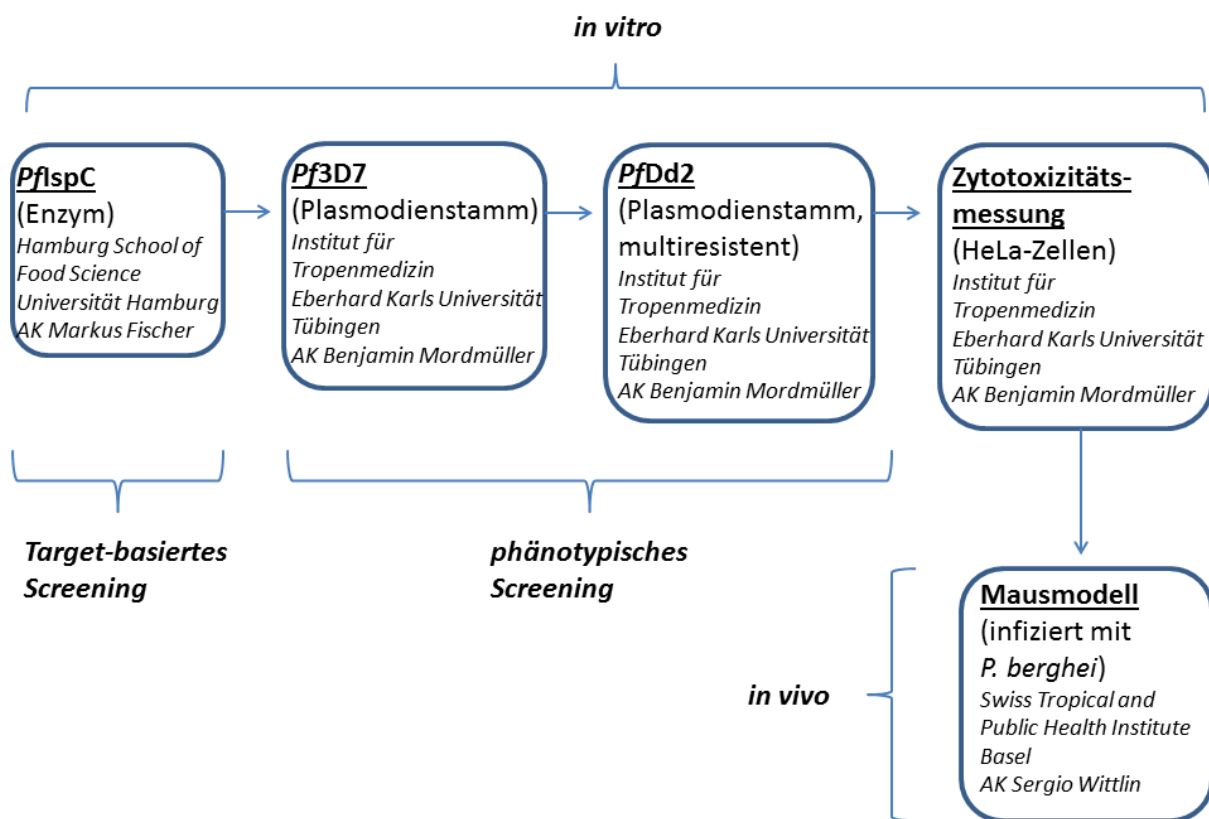 in vitro
PfIspC
(Enzym)
Hamburg School of
Food Science
Universität Hamburg
AK Markus Fischer
Pf3D7
(Plasmodienstamm)
Institut für
Tropenmedizin
Eberhard Karls Universität
Tübingen
AK Benjamin Mordmüller
PfDd2
(Plasmodienstamm,
multiresistent)
Institut für
Tropenmedizin
Eberhard Karls Universität
Tübingen
AK Benjamin Mordmüller
Zytotoxizitäts-
messung
(HeLa-Zellen)
Institut für
Tropenmedizin
Eberhard Karls Universität
Tübingen
AK Benjamin Mordmüller
Target-basiertes
Screening
phänotypisches
Screening
in vivo
Mausmodell
(infiziert mit
P. berghei)
Swiss Tropical and
Public Health Institute
Basel
AK Sergio Wittlin